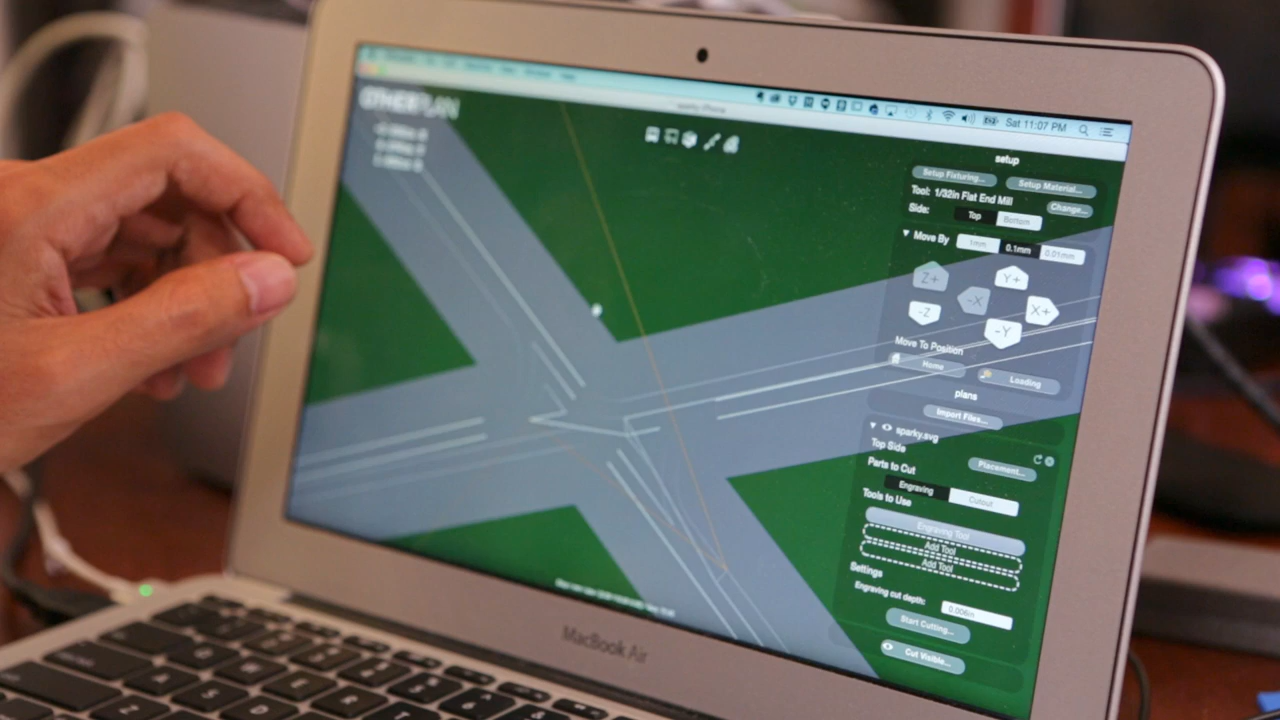 OTHERPLAN
Sat 11:07 PM
setup
Setup Fixturing... Setup Material...
Tool: 1/32in Flat End Mill
Change...
Side: Top Bottom
Move By 1mm 0.1mm 0.01mm
Z+ Y+
-X
-Z X+
-Y
Move To Position
Home Loading
plans
Import Files...
sparky.svg
Top Side
Placement...
Parts to Cut
Engraving Cutout
Tools to Use
Engraving Tool
Add Tool
Add Tool
Settings
Engraving cut depth: 0.006in
Start Cutting...
Cut Visible...
MacBook Air
Q W E R
A S D F
Z